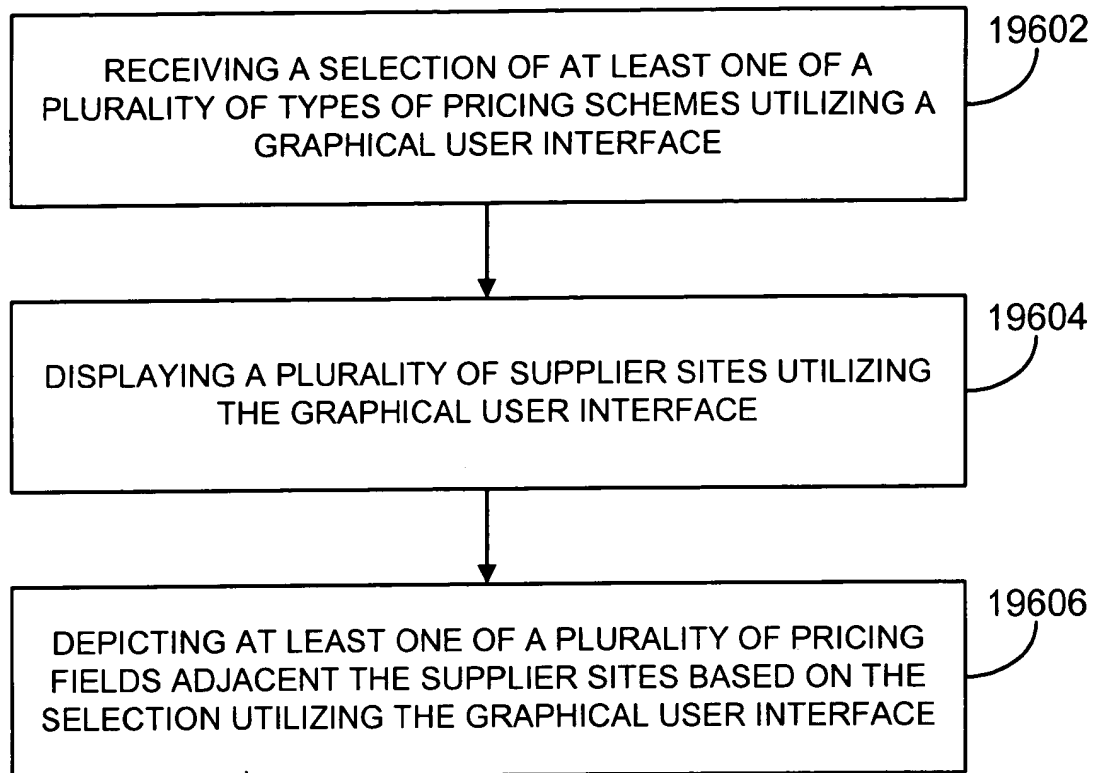 19602
RECEIVING A SELECTION OF AT LEAST ONE OF A
PLURALITY OF TYPES OF PRICING SCHEMES UTILIZING A
GRAPHICAL USER INTERFACE
19604
DISPLAYING A PLURALITY OF SUPPLIER SITES UTILIZING
THE GRAPHICAL USER INTERFACE
19606
DEPICTING AT LEAST ONE OF A PLURALITY OF PRICING
FIELDS ADJACENT THE SUPPLIER SITES BASED ON THE
SELECTION UTILIZING THE GRAPHICAL USER INTERFACE